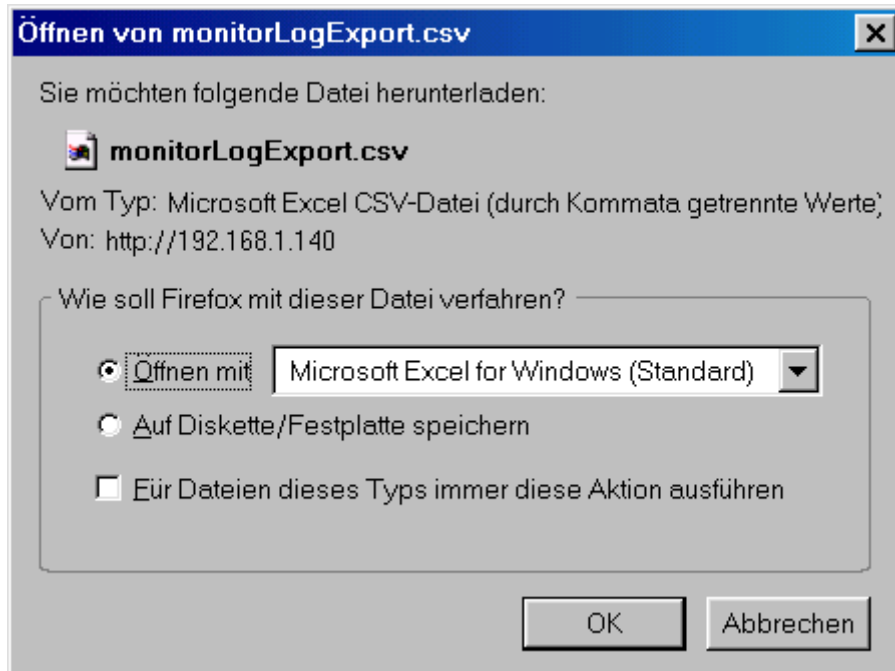 Öffnen von monitorLogExport.csv
Sie möchten folgende Datei herunterladen:
monitorLogExport.csv
Vom Typ: Microsoft Excel CSV-Datei (durch Kommata getrennte Werte)
Von: http://192.168.1.140
Wie soll Firefox mit dieser Datei verfahren?
Öffnen mit Microsoft Excel for Windows (Standard)
Auf Diskette/Festplatte speichern
Für Dateien dieses Typs immer diese Aktion ausführen
OK Abbrechen